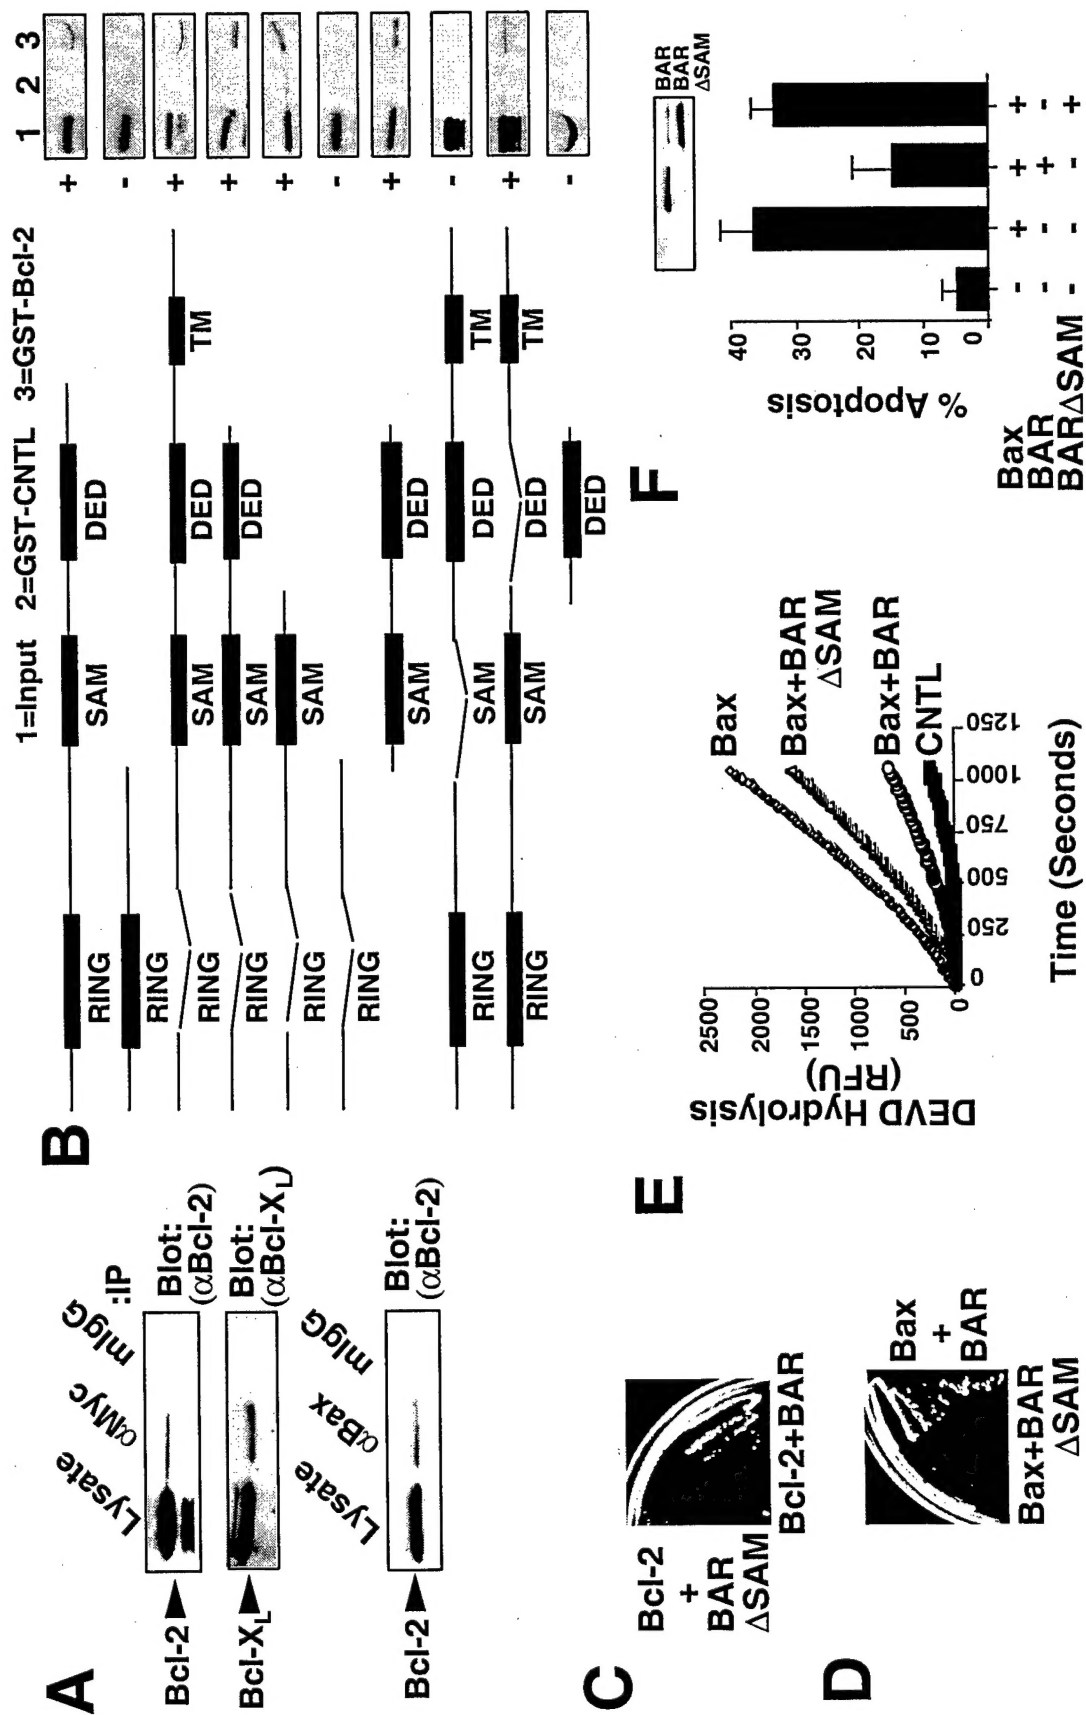 A
Lysate
αMyc
mIgG
:IP
Bcl-2
Blot:
(αBcl-2)
Bcl-XL
Blot:
(αBcl-XL)
Lysate
αBax
mIgG
Bcl-2
Blot:
(αBcl-2)
B
1=Input 2=GST-CNTL 3=GST-Bcl-2
1 2 3
RING SAM DED +
RING -
RING SAM DED TM +
RING SAM DED +
RING SAM +
RING -
SAM DED +
RING SAM DED TM -
RING SAM DED TM +
DED -
C
Bcl-2
+
BAR
ΔSAM
Bcl-2+BAR
D
Bax
+
BAR
Bax+BAR
ΔSAM
E
DEVD Hydrolysis
(RFU)
2500
2000
1500
1000
500
0
0 250 500 750 1000 1250
Time (Seconds)
Bax
Bax+BAR
ΔSAM
Bax+BAR
CNTL
F
BAR
BAR
ΔSAM
% Apoptosis
40
30
20
10
0
Bax - + + +
BAR - - + -
BARΔSAM - - - +